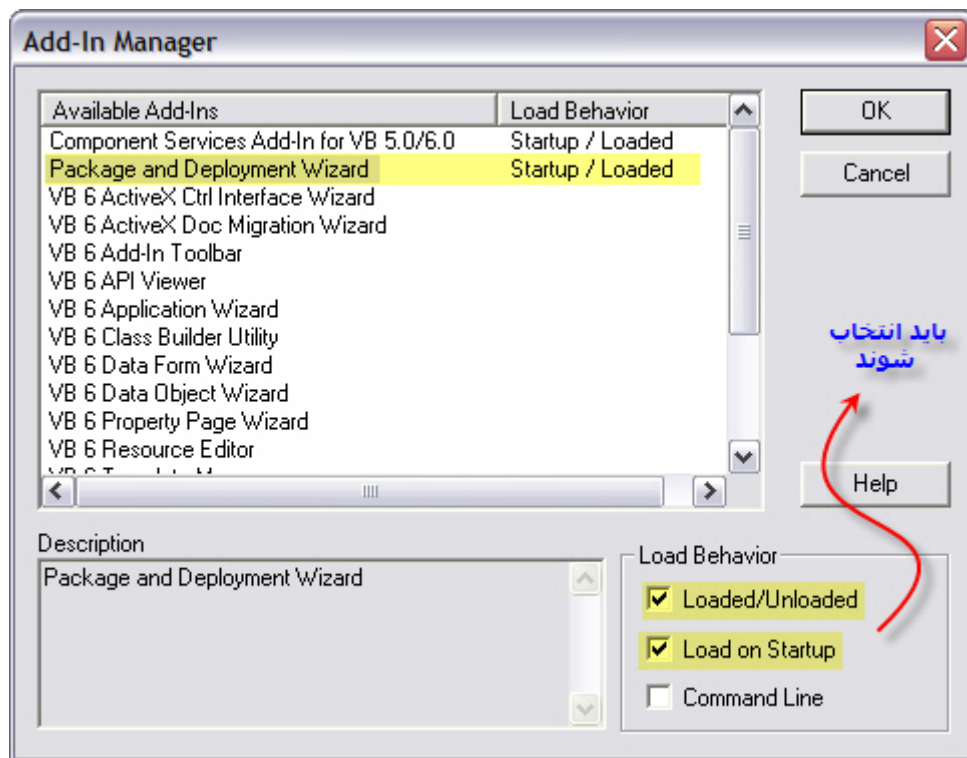 Add-In Manager
Available Add-Ins Load Behavior
Component Services Add-In for VB 5.0/6.0 Startup / Loaded
Package and Deployment Wizard Startup / Loaded
VB 6 ActiveX Ctrl Interface Wizard
VB 6 ActiveX Doc Migration Wizard
VB 6 Add-In Toolbar
VB 6 API Viewer
VB 6 Application Wizard
VB 6 Class Builder Utility
VB 6 Data Form Wizard
VB 6 Data Object Wizard
VB 6 Property Page Wizard
VB 6 Resource Editor
OK
Cancel
باید انتخاب
شوند
Help
Description
Package and Deployment Wizard
Load Behavior
Loaded/Unloaded
Load on Startup
Command Line